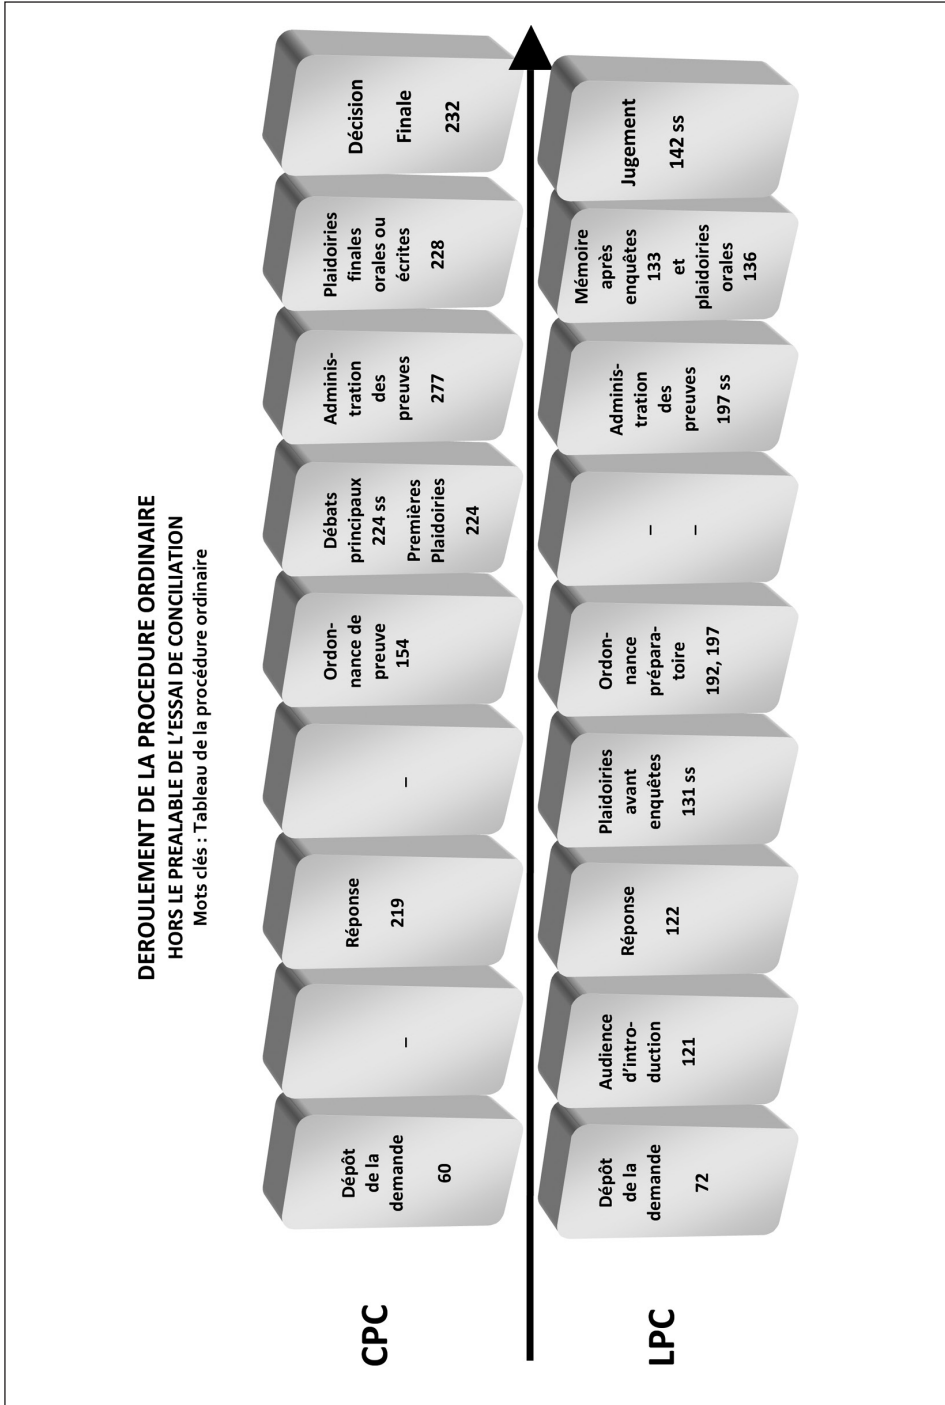 DEROULEMENT DE LA PROCEDURE ORDINAIRE
HORS LE PREALABLE DE L'ESSAI DE CONCILIATION
Mots clés : Tableau de la procédure ordinaire
CPC
Dépôt
de la
demande
60
–
Réponse
219
–
Ordon-
nance de
preuve
154
Débats
principaux
224 ss
Premières
Plaidoiries
224
Adminis-
tration
des
preuves
277
Plaidoiries
finales
orales ou
écrites
228
Décision
Finale
232
LPC
Dépôt
de la
demande
72
Audience
d'intro-
duction
121
Réponse
122
Plaidoiries
avant
enquêtes
131 ss
Ordon-
nance
prépara-
toire
192, 197
–
–
Adminis-
tration
des
preuves
197 ss
Mémoire
après
enquêtes
133
et
plaidoiries
orales
136
Jugement
142 ss